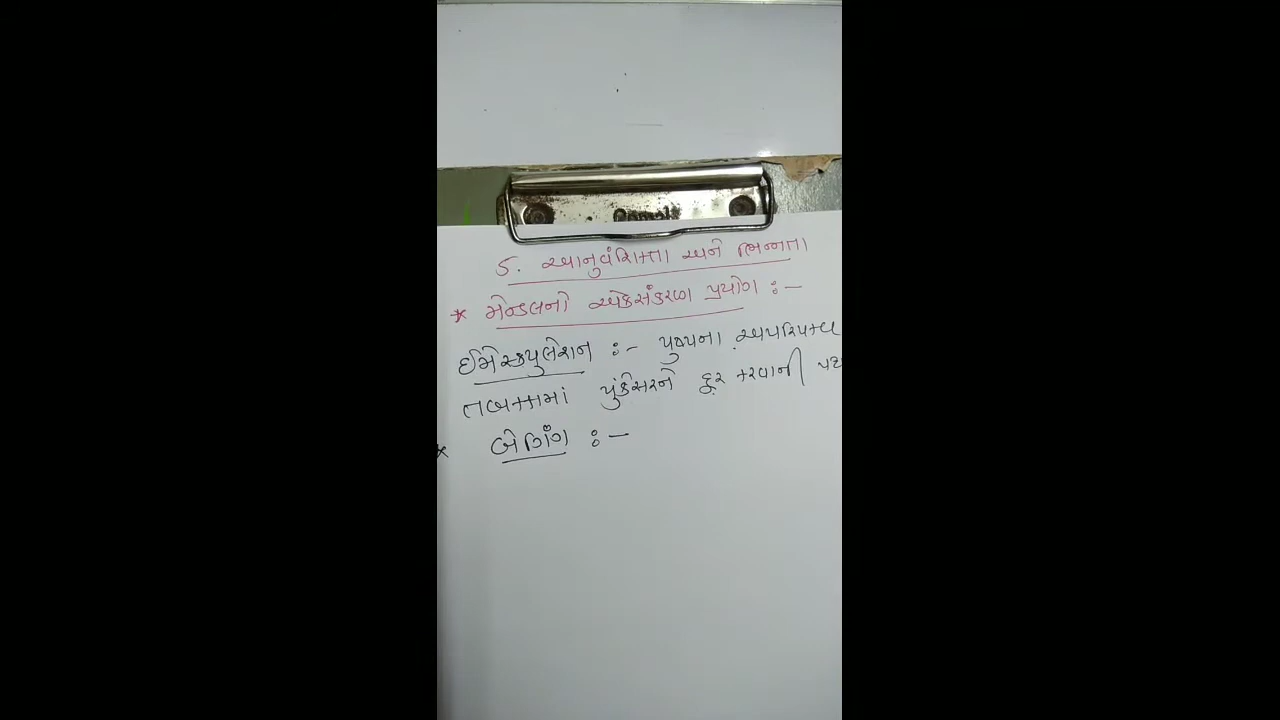 5. આનુવંશિકતા અને ભિન્નતા
* મેન્ડલનો એકસંકરણ પ્રયોગ :-
ઈમેસ્ક્યુલેશન :- પુષ્પના અપરિપક્વ
તબક્કામાં પુંકેસરને દૂર કરવાની
* બેગિંગ :-